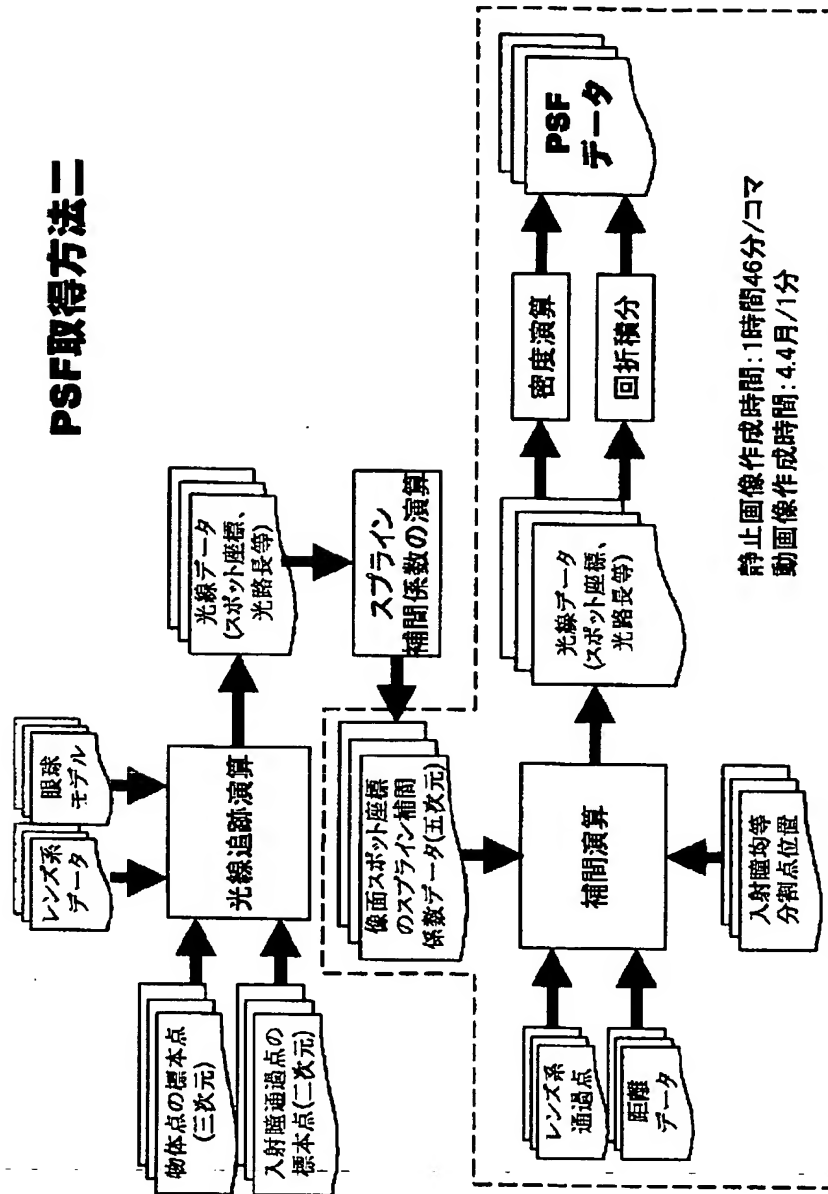 PSF取得方法二
レンズ系
データ
眼球
モデル
物体点の標本点
(三次元)
入射瞳通過点の
標本点(二次元)
光線追跡演算
光線データ
(スポット座標、
光路長等)
スプライン
補間係数の演算
像面スポット座標
のスプライン補間
係数データ(五次元)
レンズ系
通過点
距離
データ
補間演算
入射瞳均等
分割点位置
光線データ
(スポット座標、
光路長等)
密度演算
回折積分
PSF
データ
静止画像作成時間:1時間46分/コマ
動画像作成時間:4.4月/1分